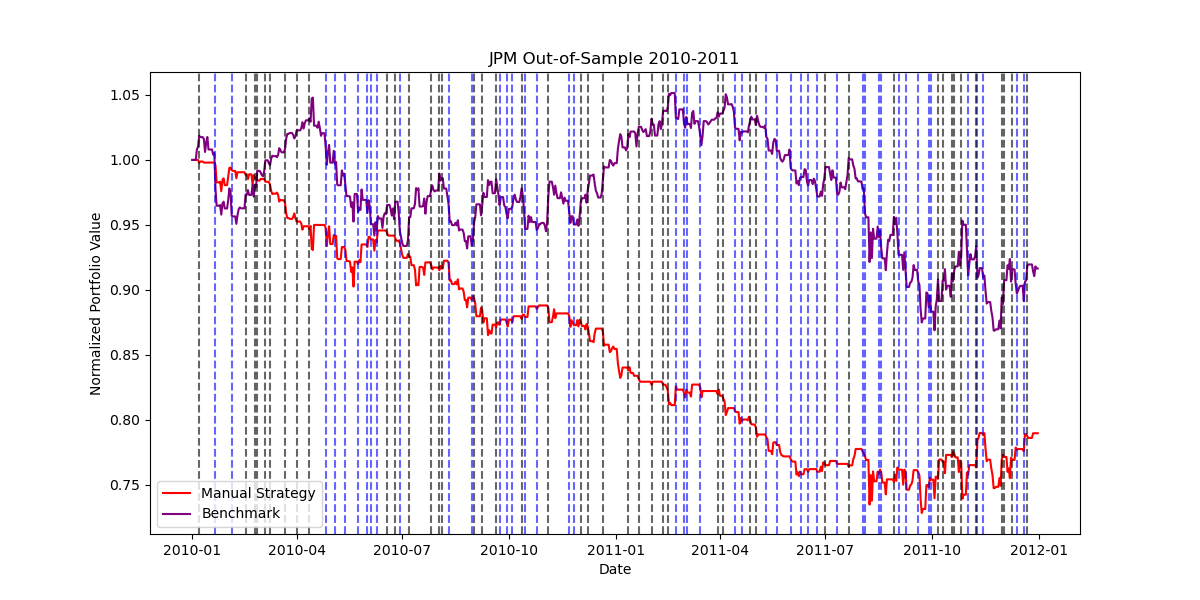 JPM Out-of-Sample 2010-2011
Normalized Portfolio Value
1.05
1.00
0.95
0.90
0.85
0.80
0.75
Manual Strategy
Benchmark
2010-01 2010-04 2010-07 2010-10 2011-01 2011-04 2011-07 2011-10 2012-01
Date